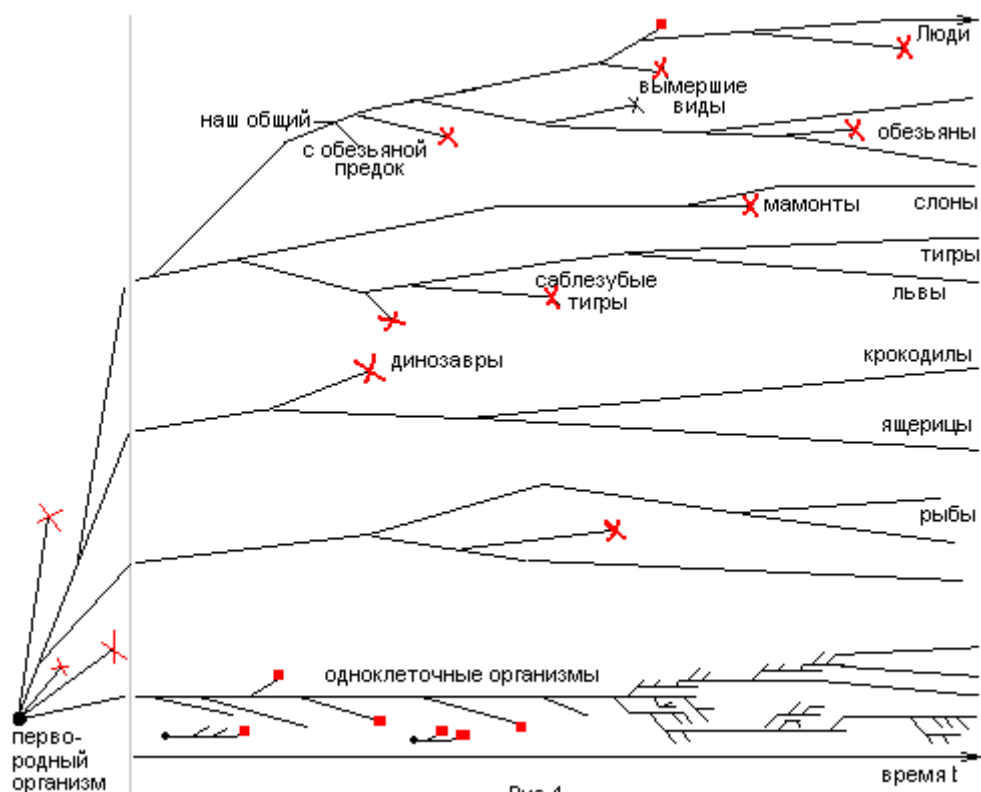 Люди
вымершие
виды
наш общий
с обезьяной
предок
обезьяны
мамонты
слоны
тигры
саблезубые
тигры
львы
динозавры
крокодилы
ящерицы
рыбы
одноклеточные организмы
перво-
родный
организм
время t